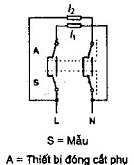 I₂
I₁
A
S
L N
S = Mẫu
A = Thiết bị đóng cắt phụ